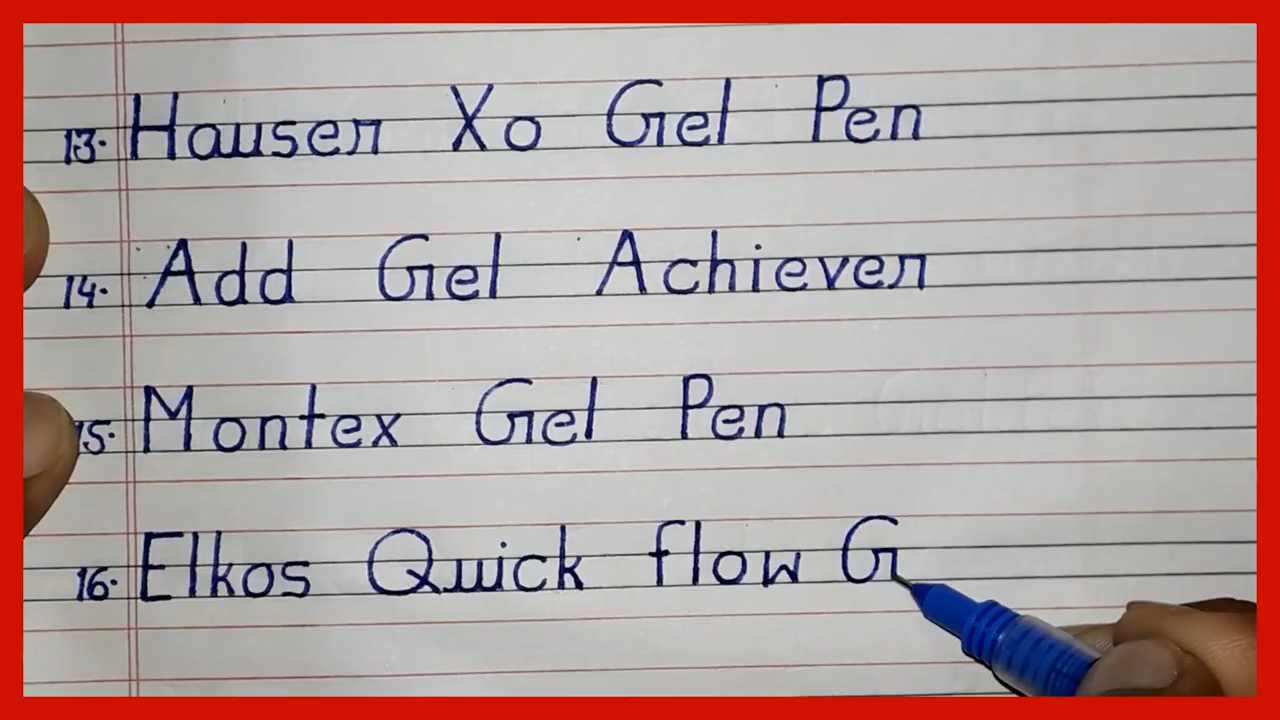 13. Hauser Xo Gel Pen
14. Add Gel Achiever
15. Montex Gel Pen
16. Elkos Quick flow G